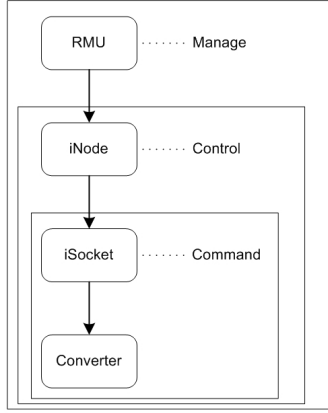 RMU Manage
iNode Control
iSocket Command
Converter